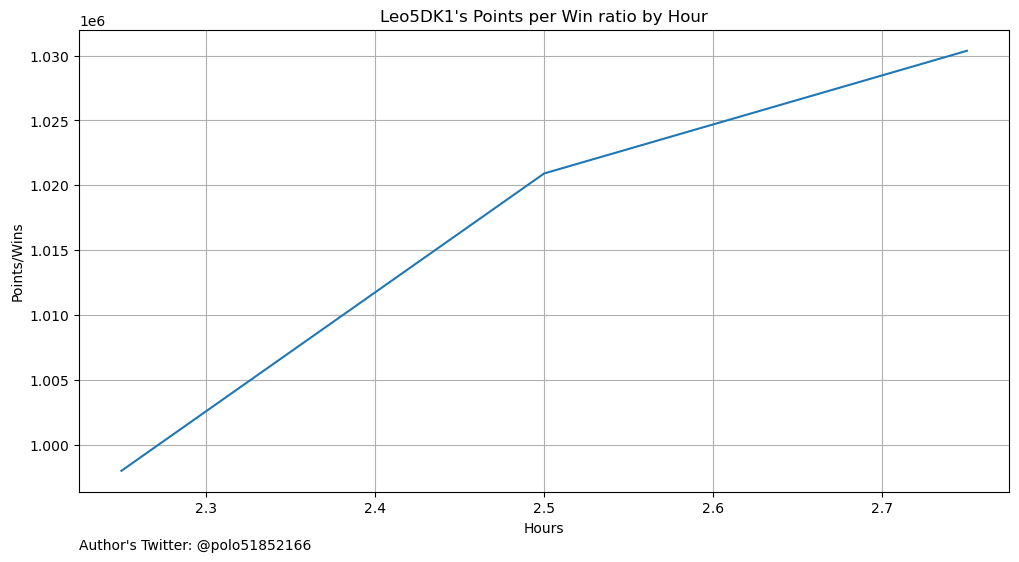 Leo5DK1's Points per Win ratio by Hour
1e6
1.030
1.025
1.020
1.015
1.010
1.005
1.000
Points/Wins
2.3 2.4 2.5 2.6 2.7
Hours
Author's Twitter: @polo51852166